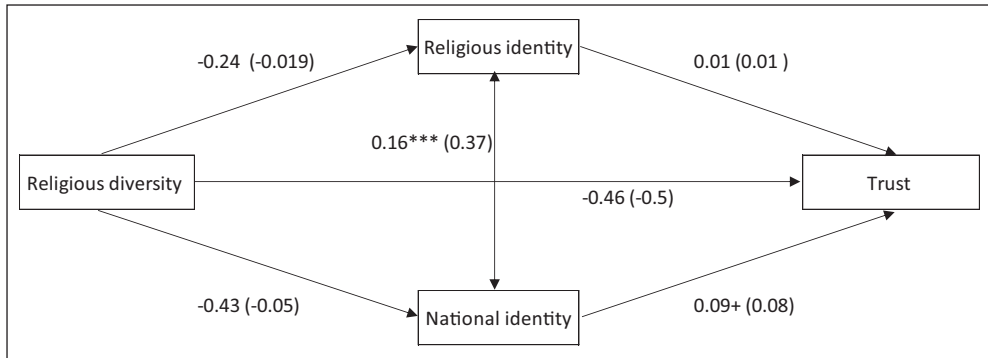 Religious identity
-0.24 (-0.019)
0.01 (0.01 )
0.16*** (0.37)
Religious diversity
Trust
-0.46 (-0.5)
-0.43 (-0.05)
National identity
0.09+ (0.08)